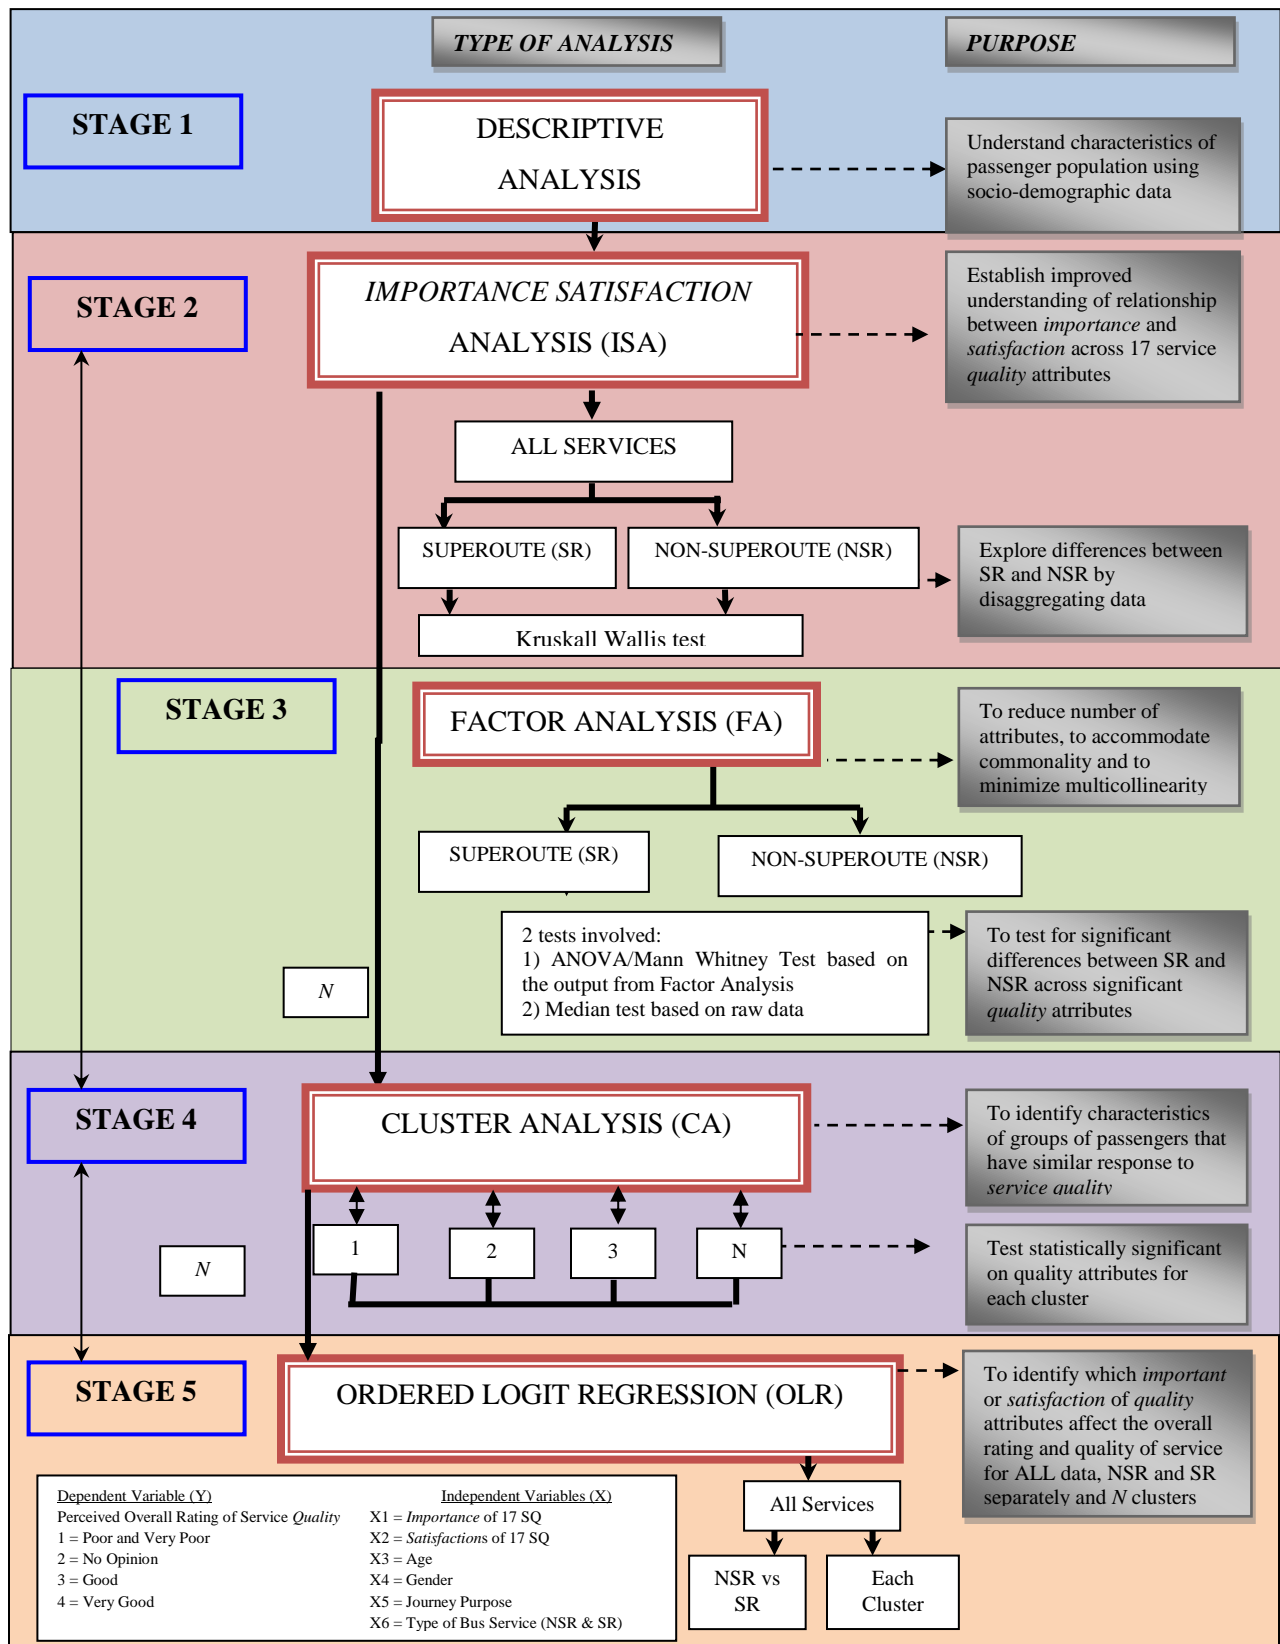 TYPE OF ANALYSIS
PURPOSE
STAGE 1
DESCRIPTIVE
ANALYSIS
Understand characteristics of
passenger population using
socio-demographic data
STAGE 2
IMPORTANCE SATISFACTION
ANALYSIS (ISA)
Establish improved
understanding of relationship
between importance and
satisfaction across 17 service
quality attributes
ALL SERVICES
SUPEROUTE (SR)
NON-SUPEROUTE (NSR)
Explore differences between
SR and NSR by
disaggregating data
Kruskall Wallis test
STAGE 3
FACTOR ANALYSIS (FA)
To reduce number of
attributes, to accommodate
commonality and to
minimize multicollinearity
SUPEROUTE (SR)
NON-SUPEROUTE (NSR)
2 tests involved:
1) ANOVA/Mann Whitney Test based on
the output from Factor Analysis
2) Median test based on raw data
To test for significant
differences between SR and
NSR across significant
quality atrributes
N
STAGE 4
CLUSTER ANALYSIS (CA)
To identify characteristics
of groups of passengers that
have similar response to
service quality
1
2
3
N
N
Test statistically significant
on quality attributes for
each cluster
STAGE 5
ORDERED LOGIT REGRESSION (OLR)
To identify which important
or satisfaction of quality
attributes affect the overall
rating and quality of service
for ALL data, NSR and SR
separately and N clusters
Dependent Variable (Y)
Perceived Overall Rating of Service Quality
1 = Poor and Very Poor
2 = No Opinion
3 = Good
4 = Very Good
Independent Variables (X)
X1 = Importance of 17 SQ
X2 = Satisfactions of 17 SQ
X3 = Age
X4 = Gender
X5 = Journey Purpose
X6 = Type of Bus Service (NSR & SR)
All Services
NSR vs
SR
Each
Cluster